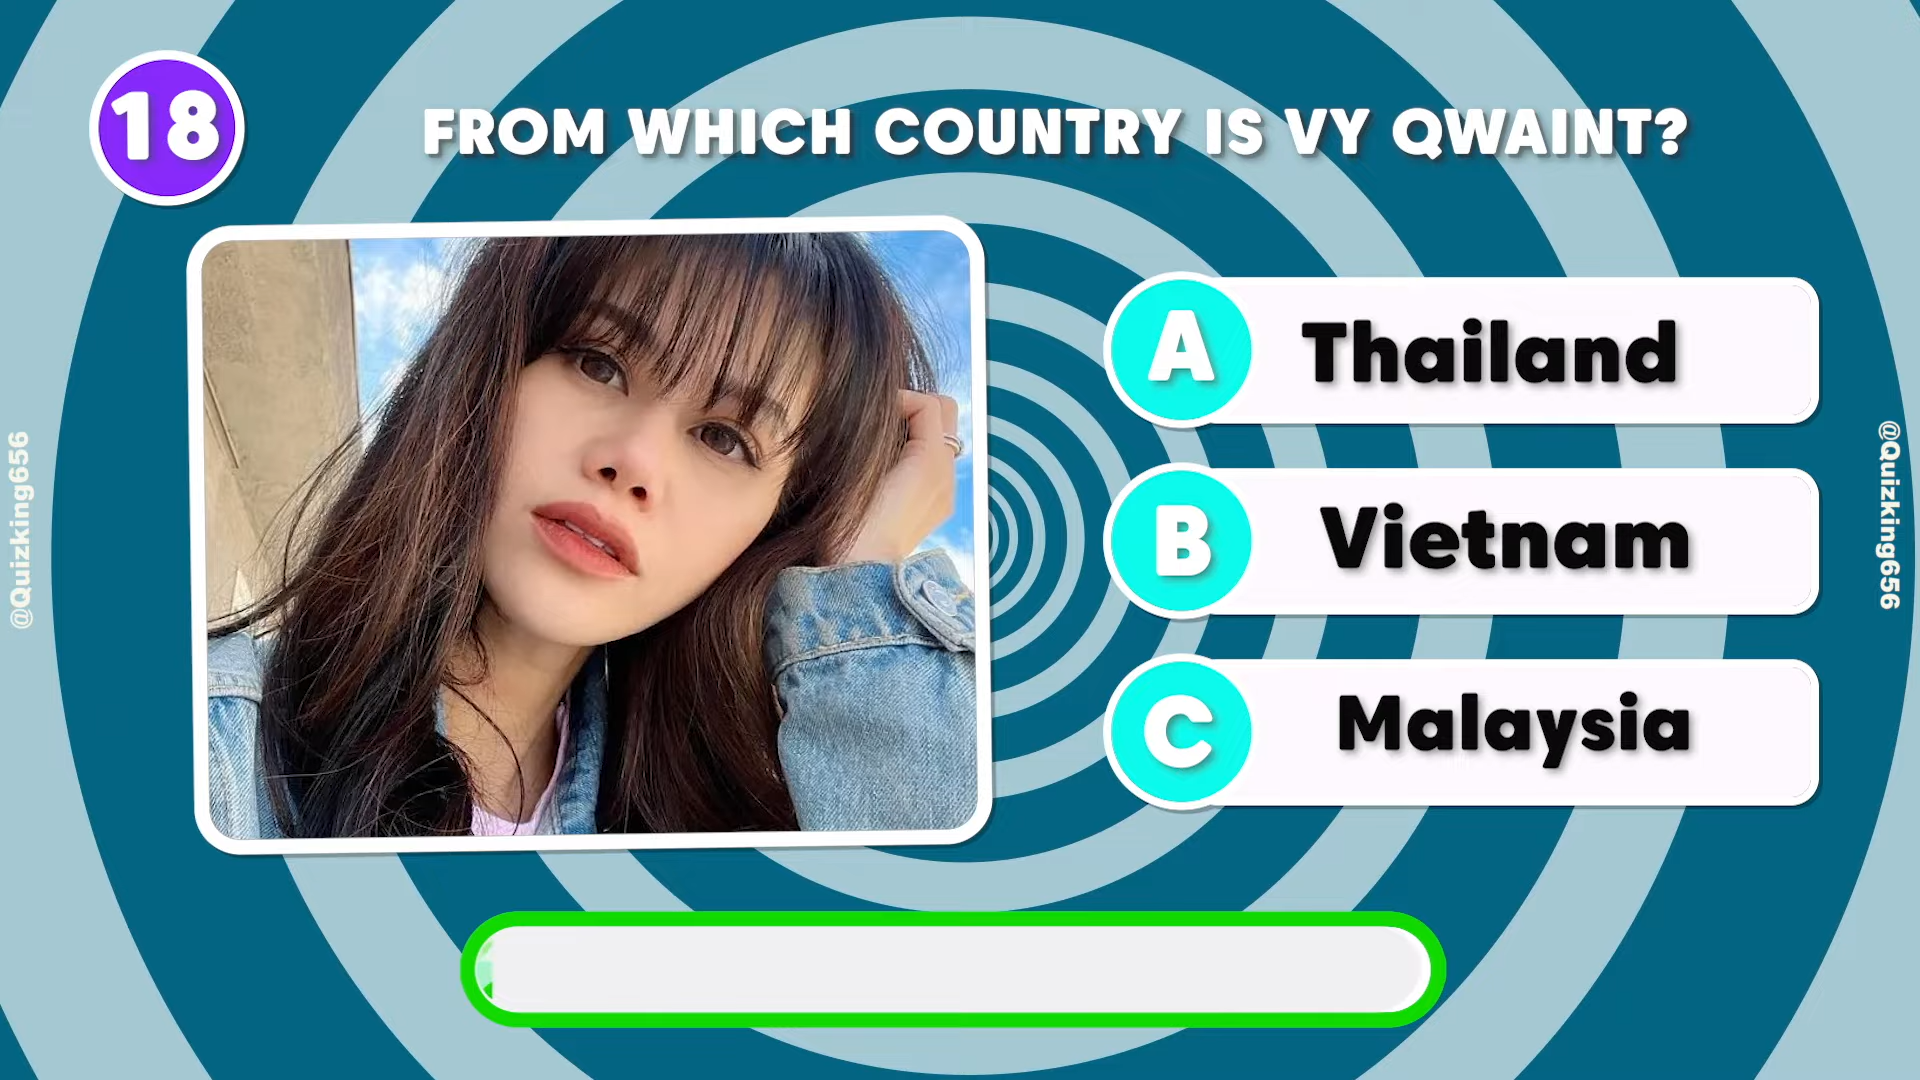 18
FROM WHICH COUNTRY IS VY QWAINT?
A Thailand
B Vietnam
C Malaysia
@Quizking656
@Quizking656